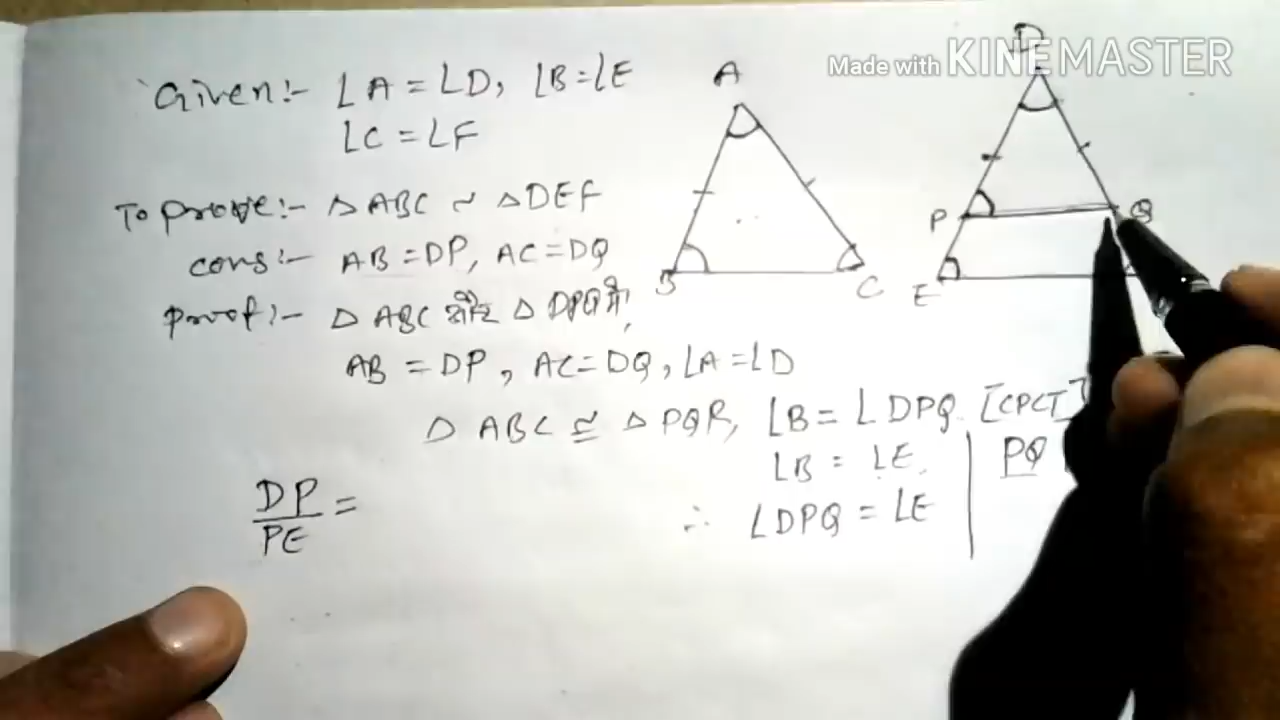 Made with KINEMASTER
Given:- ∠A = ∠D, ∠B = ∠E
∠C = ∠F
To prove:- △ABC ~ △DEF
cons:- AB = DP, AC = DQ
proof:- △ABC और △DPQ में,
AB = DP, AC = DQ, ∠A = ∠D
△ABC ≅ △PQR, ∠B = ∠DPQ [CPCT]
∠B = ∠E
PQ
∴ ∠DPQ = ∠E
DP/PE =
A
B
C
D
P
Q
E